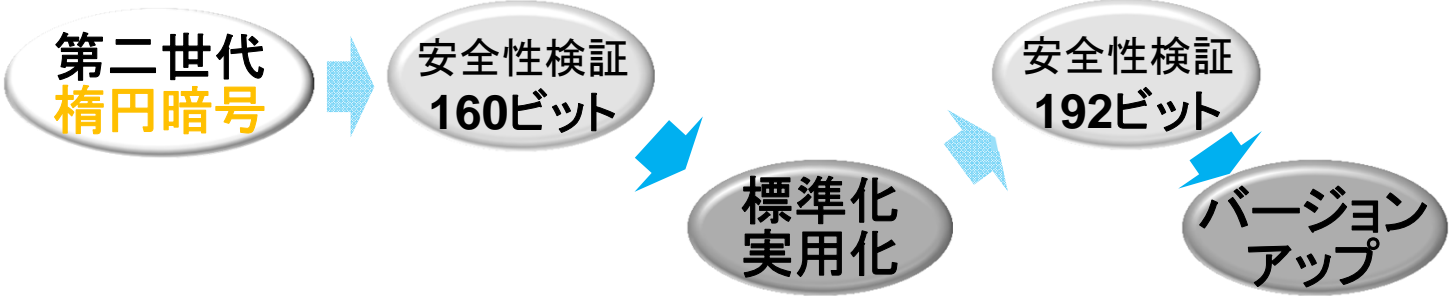 第二世代
楕円暗号
安全性検証
160ビット
標準化
実用化
安全性検証
192ビット
バージョン
アップ